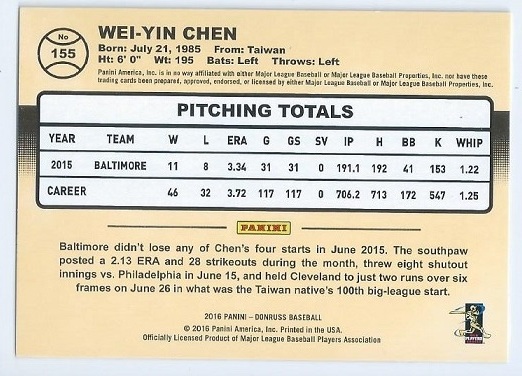 No
155
WEI-YIN CHEN
Born: July 21, 1985 From: Taiwan
Ht: 6' 0" Wt: 195 Bats: Left Throws: Left
Panini America, Inc. is in no way affiliated with either Major League Baseball or Major League Baseball Properties, Inc. nor have these
trading cards been prepared, approved, endorsed, or licensed by either Major League Baseball or Major League Baseball Properties, Inc.
PITCHING TOTALS
YEAR TEAM W L ERA G GS SV IP H BB K WHIP
2015 BALTIMORE 11 8 3.34 31 31 0 191.1 192 41 153 1.22
CAREER 46 32 3.72 117 117 0 706.2 713 172 547 1.25
PANINI
Baltimore didn't lose any of Chen's four starts in June 2015. The southpaw
posted a 2.13 ERA and 28 strikeouts during the month, threw eight shutout
innings vs. Philadelphia in June 15, and held Cleveland to just two runs over six
frames on June 26 in what was the Taiwan native's 100th big-league start.
2016 PANINI – DONRUSS BASEBALL
© 2016 Panini America, Inc. Printed in the USA.
Officially Licensed Product of Major League Baseball Players Association
PLAYERS